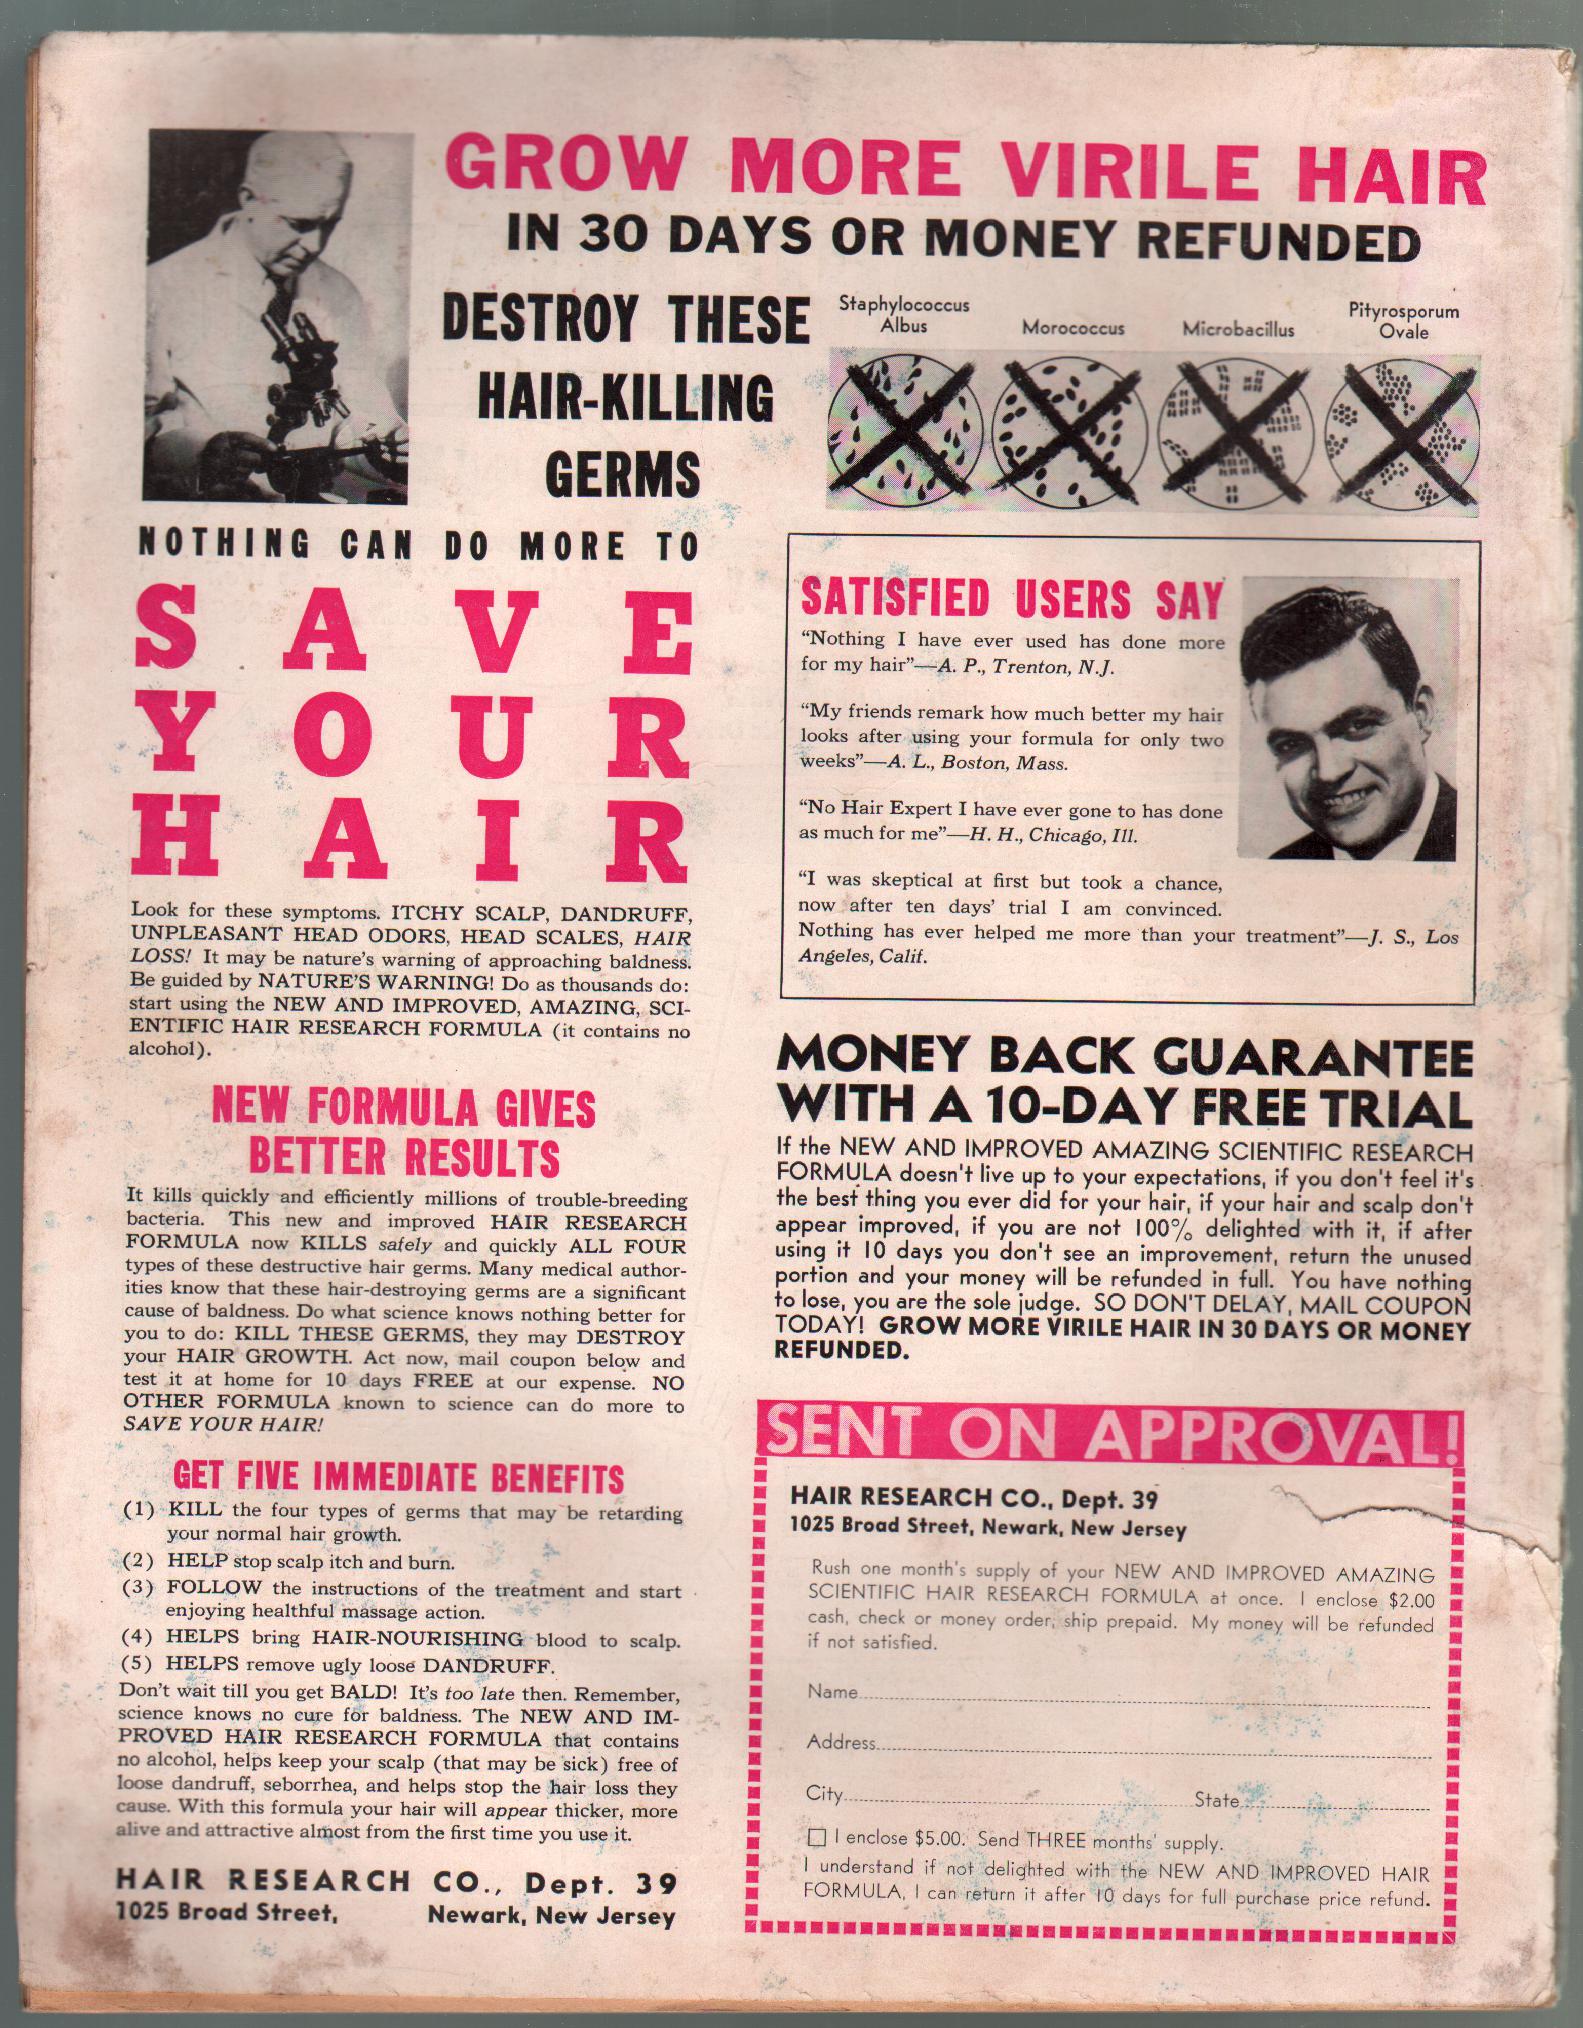 GROW MORE VIRILE HAIR
IN 30 DAYS OR MONEY REFUNDED
DESTROY THESE
HAIR-KILLING
GERMS
Staphylococcus
Albus
Morococcus
Microbacillus
Pityrosporum
Ovale
NOTHING CAN DO MORE TO
SAVE
YOUR
HAIR
Look for these symptoms. ITCHY SCALP, DANDRUFF,
UNPLEASANT HEAD ODORS, HEAD SCALES, HAIR
LOSS! It may be nature's warning of approaching baldness.
Be guided by NATURE'S WARNING! Do as thousands do:
start using the NEW AND IMPROVED, AMAZING, SCI-
ENTIFIC HAIR RESEARCH FORMULA (it contains no
alcohol).
NEW FORMULA GIVES
BETTER RESULTS
It kills quickly and efficiently millions of trouble-breeding
bacteria. This new and improved HAIR RESEARCH
FORMULA now KILLS safely and quickly ALL FOUR
types of these destructive hair germs. Many medical author-
ities know that these hair-destroying germs are a significant
cause of baldness. Do what science knows nothing better for
you to do: KILL THESE GERMS, they may DESTROY
your HAIR GROWTH. Act now, mail coupon below and
test it at home for 10 days FREE at our expense. NO
OTHER FORMULA known to science can do more to
SAVE YOUR HAIR!
GET FIVE IMMEDIATE BENEFITS
(1) KILL the four types of germs that may be retarding
your normal hair growth.
(2) HELP stop scalp itch and burn.
(3) FOLLOW the instructions of the treatment and start
enjoying healthful massage action.
(4) HELPS bring HAIR-NOURISHING blood to scalp.
(5) HELPS remove ugly loose DANDRUFF.
Don't wait till you get BALD! It's too late then. Remember,
science knows no cure for baldness. The NEW AND IM-
PROVED HAIR RESEARCH FORMULA that contains
no alcohol, helps keep your scalp (that may be sick) free of
loose dandruff, seborrhea, and helps stop the hair loss they
cause. With this formula your hair will appear thicker, more
alive and attractive almost from the first time you use it.
HAIR RESEARCH CO., Dept. 39
1025 Broad Street, Newark, New Jersey
SATISFIED USERS SAY
"Nothing I have ever used has done more
for my hair"—A. P., Trenton, N.J.
"My friends remark how much better my hair
looks after using your formula for only two
weeks"—A. L., Boston, Mass.
"No Hair Expert I have ever gone to has done
as much for me"—H. H., Chicago, Ill.
"I was skeptical at first but took a chance,
now after ten days' trial I am convinced.
Nothing has ever helped me more than your treatment"—J. S., Los
Angeles, Calif.
MONEY BACK GUARANTEE
WITH A 10-DAY FREE TRIAL
If the NEW AND IMPROVED AMAZING SCIENTIFIC RESEARCH
FORMULA doesn't live up to your expectations, if you don't feel it's
the best thing you ever did for your hair, if your hair and scalp don't
appear improved, if you are not 100% delighted with it, if after
using it 10 days you don't see an improvement, return the unused
portion and your money will be refunded in full. You have nothing
to lose, you are the sole judge. SO DON'T DELAY, MAIL COUPON
TODAY! GROW MORE VIRILE HAIR IN 30 DAYS OR MONEY
REFUNDED.
SENT ON APPROVAL!
HAIR RESEARCH CO., Dept. 39
1025 Broad Street, Newark, New Jersey
Rush one month's supply of your NEW AND IMPROVED AMAZING
SCIENTIFIC HAIR RESEARCH FORMULA at once. I enclose $2.00
cash, check or money order, ship prepaid. My money will be refunded
if not satisfied.
Name
Address
City State
I enclose $5.00. Send THREE months' supply.
I understand if not delighted with the NEW AND IMPROVED HAIR
FORMULA, I can return it after 10 days for full purchase price refund.